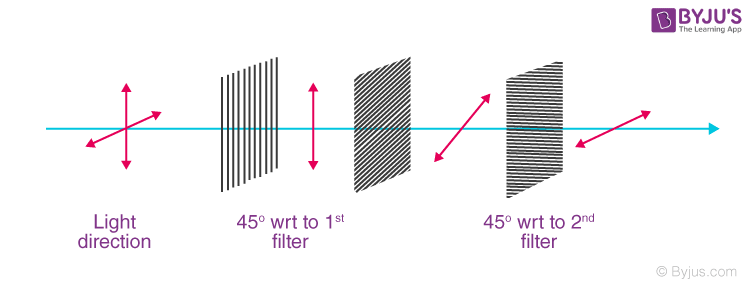 BYJU'S
The Learning App
Light
direction
45° wrt to 1st
filter
45° wrt to 2nd
filter
© Byjus.com